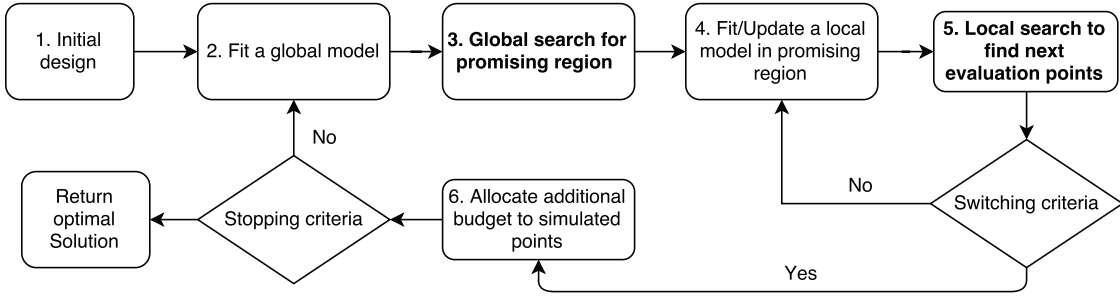 1. Initial
design
2. Fit a global model
3. Global search for
promising region
4. Fit/Update a local
model in promising
region
5. Local search to
find next
evaluation points
No
Return
optimal
Solution
Stopping criteria
6. Allocate additional
budget to simulated
points
No
Switching criteria
Yes